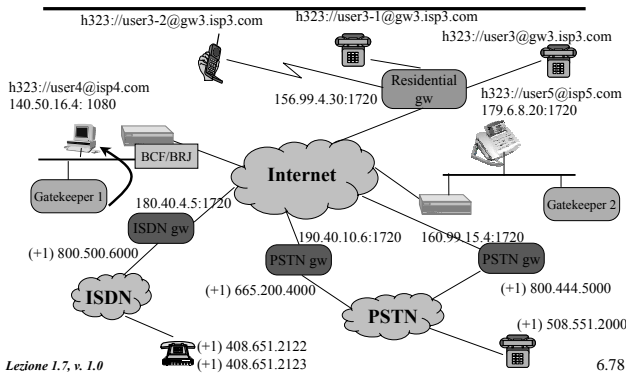 h323://user3-2@gw3.isp3.com
h323://user3-1@gw3.isp3.com
h323://user3@gw3.isp3.com
h323://user4@isp4.com
140.50.16.4: 1080
156.99.4.30:1720
Residential
gw
h323://user5@isp5.com
179.6.8.20:1720
BCF/BRJ
Internet
Gatekeeper 1
Gatekeeper 2
180.40.4.5:1720
ISDN gw
190.40.10.6:1720
160.99.15.4:1720
(+1) 800.500.6000
PSTN gw
PSTN gw
(+1) 665.200.4000
(+1) 800.444.5000
ISDN
PSTN
(+1) 508.551.2000
(+1) 408.651.2122
(+1) 408.651.2123
Lezione 1.7, v. 1.0
6.78